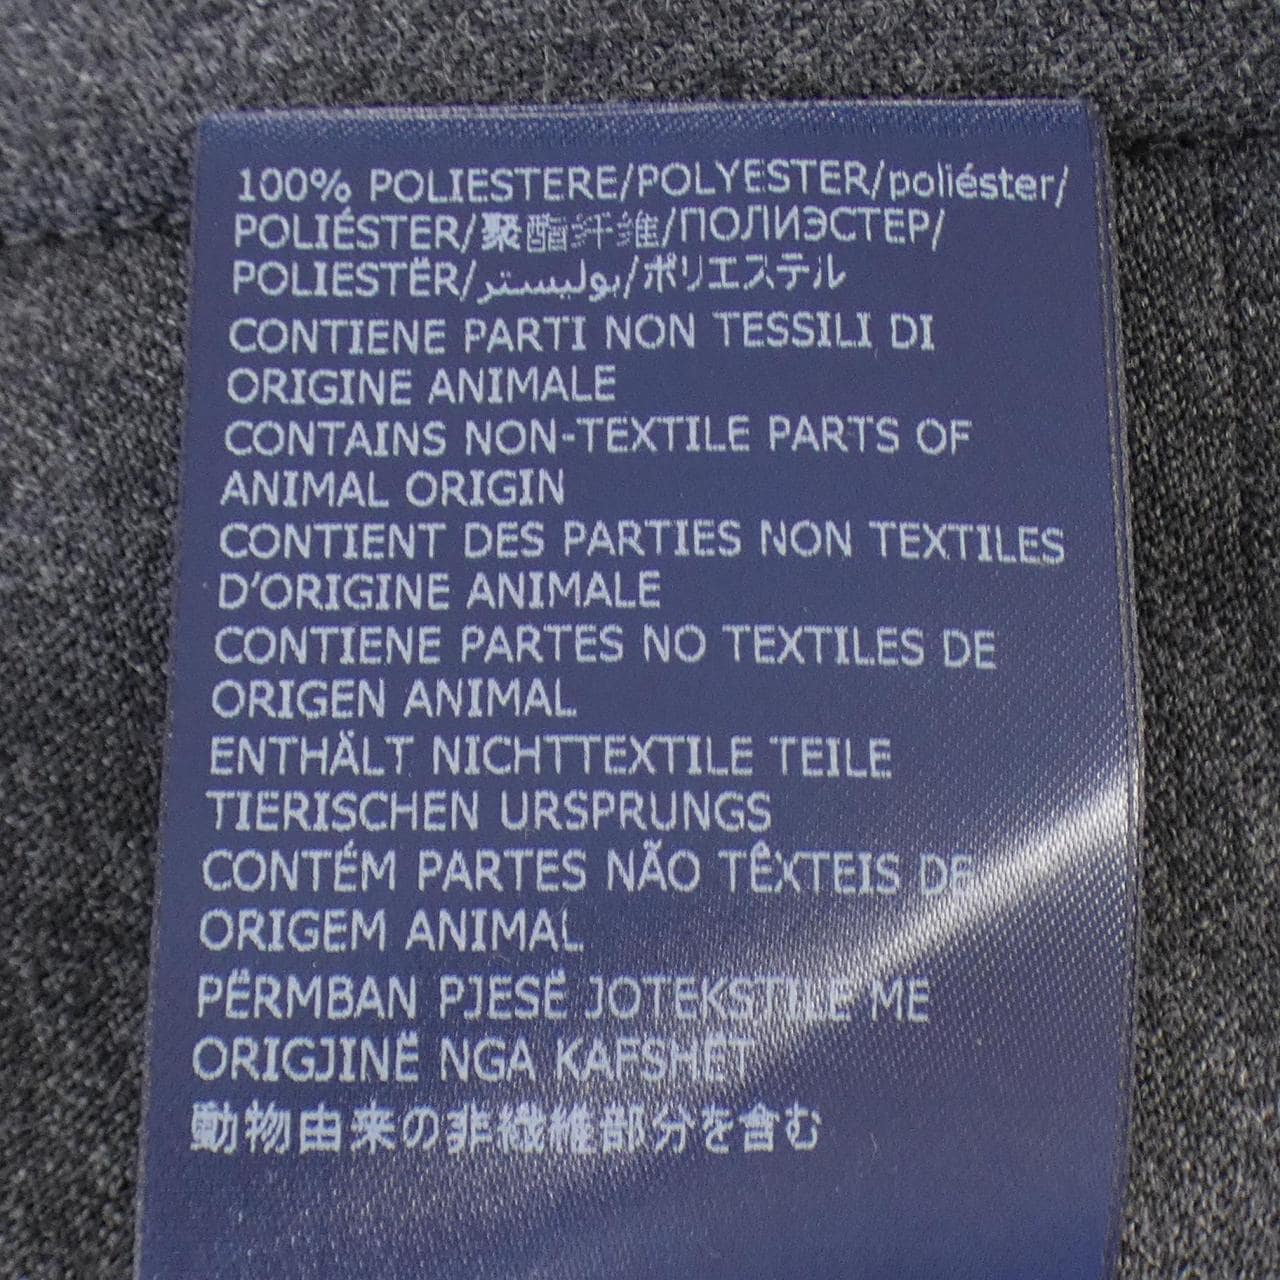 100% POLIESTERE/POLYESTER/poliéster/
POLIÉSTER/聚酯纤维/ПОЛИЭСТЕР/
POLIESTËR/بوليستر/ポリエステル
CONTIENE PARTI NON TESSILI DI
ORIGINE ANIMALE
CONTAINS NON-TEXTILE PARTS OF
ANIMAL ORIGIN
CONTIENT DES PARTIES NON TEXTILES
D'ORIGINE ANIMALE
CONTIENE PARTES NO TEXTILES DE
ORIGEN ANIMAL
ENTHÄLT NICHTTEXTILE TEILE
TIERISCHEN URSPRUNGS
CONTÉM PARTES NÃO TÊXTEIS DE
ORIGEM ANIMAL
PËRMBAN PJESË JOTEKSTILE ME
ORIGJINË NGA KAFSHËT
動物由来の非繊維部分を含む